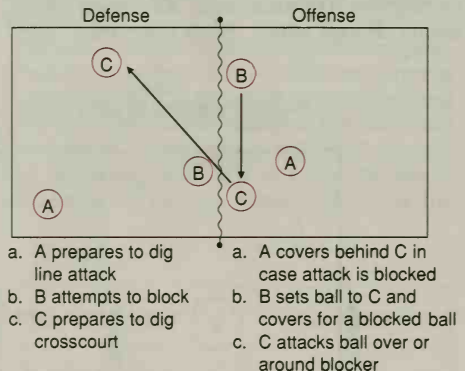 Defense
Offense
C
B
B
A
C
A
a. A prepares to dig
line attack
b. B attempts to block
c. C prepares to dig
crosscourt
a. A covers behind C in
case attack is blocked
b. B sets ball to C and
covers for a blocked ball
c. C attacks ball over or
around blocker